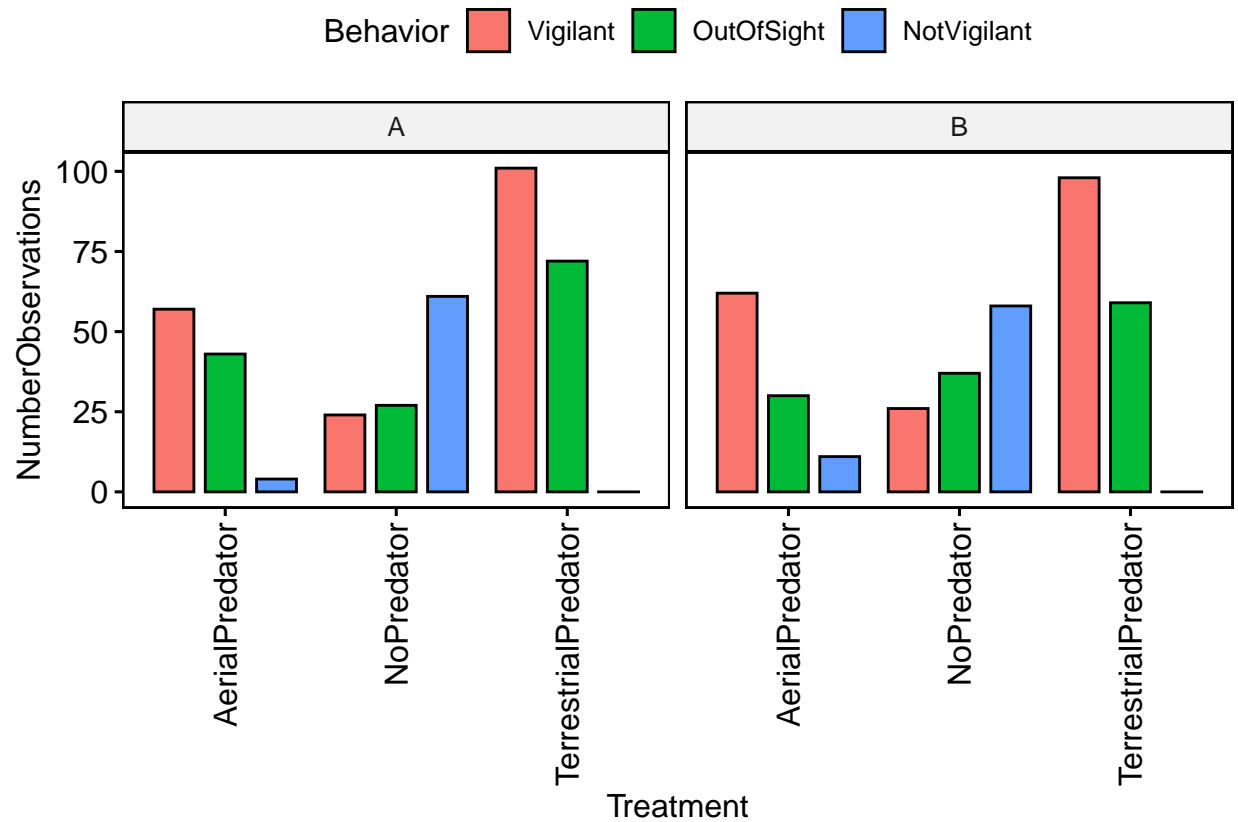 Behavior Vigilant OutOfSight NotVigilant
A
B
NumberObservations
100
75
50
25
0
AerialPredator
NoPredator
TerrestrialPredator
AerialPredator
NoPredator
TerrestrialPredator
Treatment